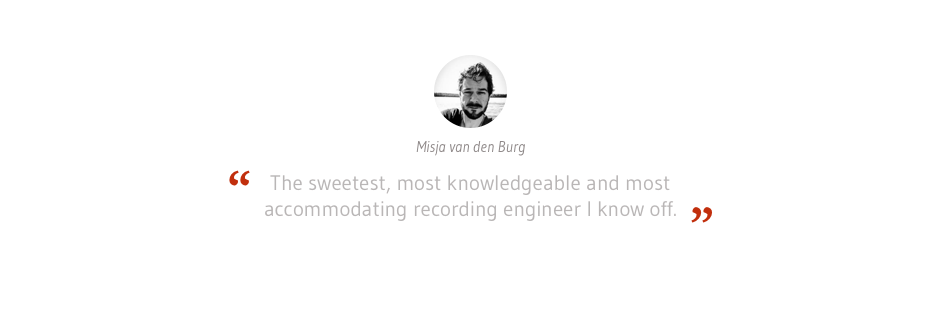 Misja van den Burg
“ The sweetest, most knowledgeable and most
accommodating recording engineer I know off. ”